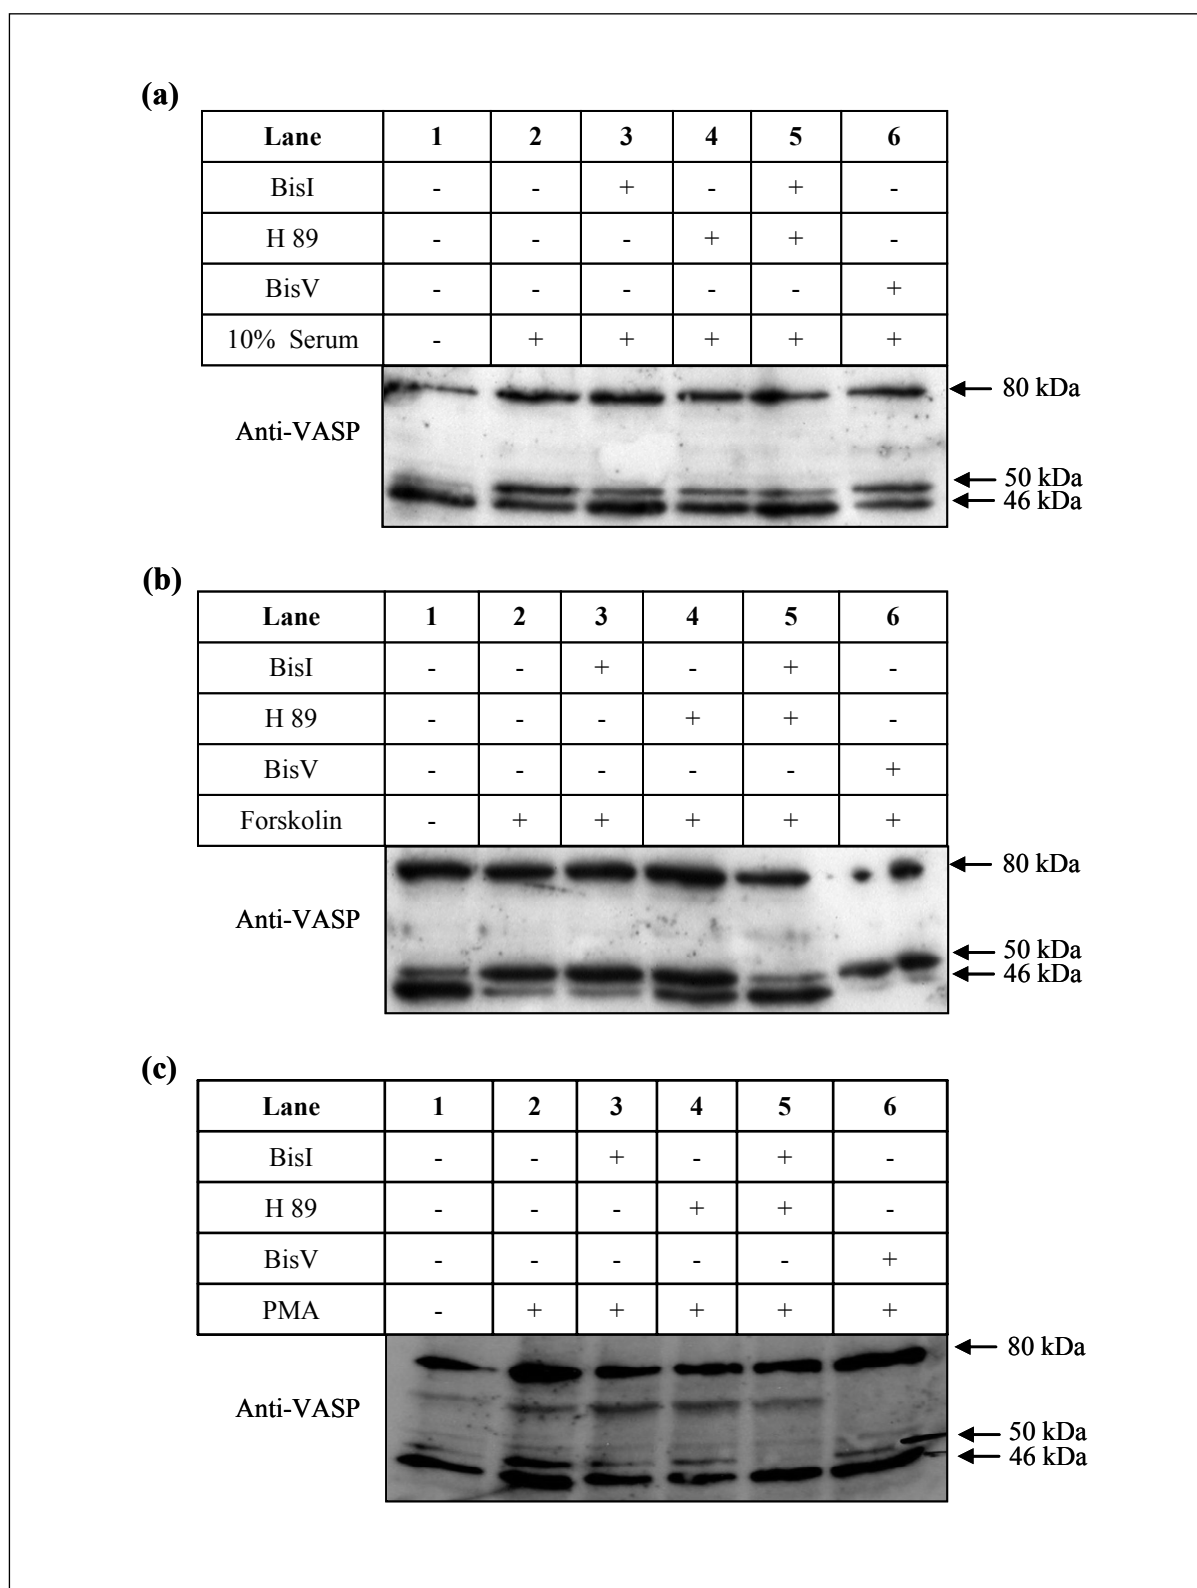 (a)
Lane 1 2 3 4 5 6
BisI - - + - + -
H 89 - - - + + -
BisV - - - - - +
10% Serum - + + + + +
80 kDa
Anti-VASP
50 kDa
46 kDa
(b)
Lane 1 2 3 4 5 6
BisI - - + - + -
H 89 - - - + + -
BisV - - - - - +
Forskolin - + + + + +
80 kDa
Anti-VASP
50 kDa
46 kDa
(c)
Lane 1 2 3 4 5 6
BisI - - + - + -
H 89 - - - + + -
BisV - - - - - +
PMA - + + + + +
80 kDa
Anti-VASP
50 kDa
46 kDa